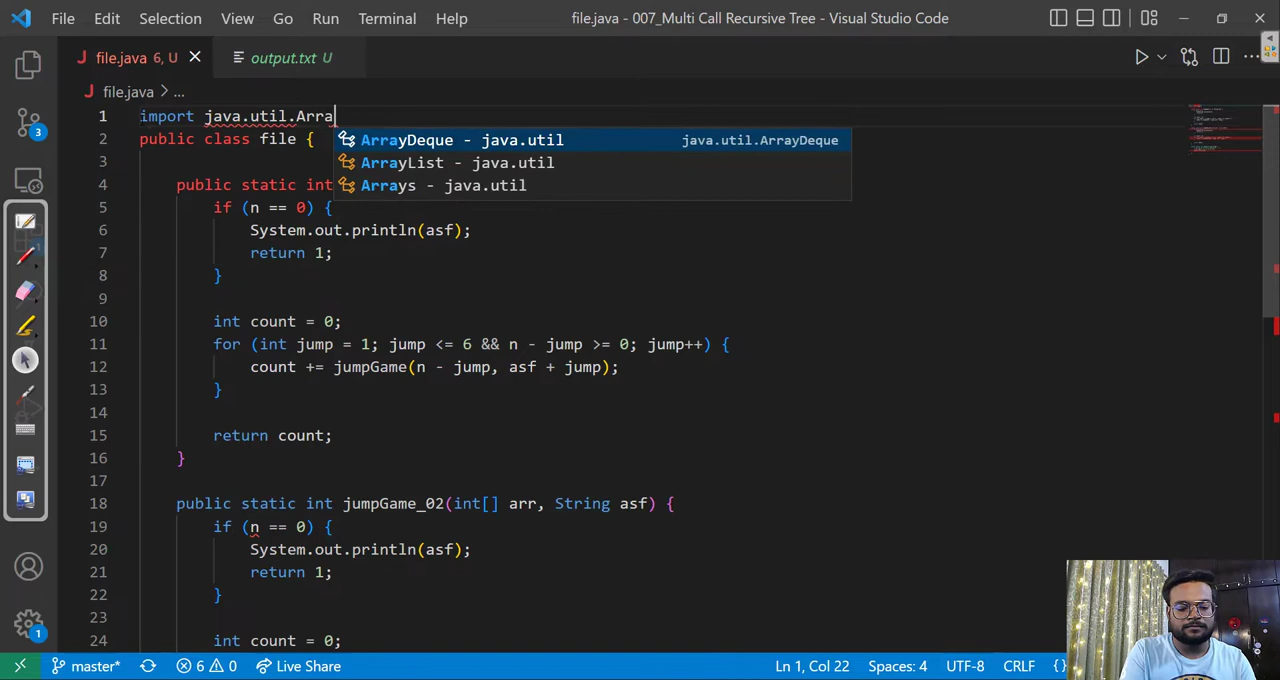 File Edit Selection View Go Run Terminal Help file.java - 007_Multi Call Recursive Tree - Visual Studio Code
file.java 6, U output.txt U
file.java > ...
1 import java.util.Arra
ArrayDeque - java.util java.util.ArrayDeque
ArrayList - java.util
Arrays - java.util
2 public class file {
3
4 public static int
5 if (n == 0) {
6 System.out.println(asf);
7 return 1;
8 }
9
10 int count = 0;
11 for (int jump = 1; jump <= 6 && n - jump >= 0; jump++) {
12 count += jumpGame(n - jump, asf + jump);
13 }
14
15 return count;
16 }
17
18 public static int jumpGame_02(int[] arr, String asf) {
19 if (n == 0) {
20 System.out.println(asf);
21 return 1;
22 }
23
24 int count = 0;
3
1
1
master* 6 0 Live Share Ln 1, Col 22 Spaces: 4 UTF-8 CRLF {}